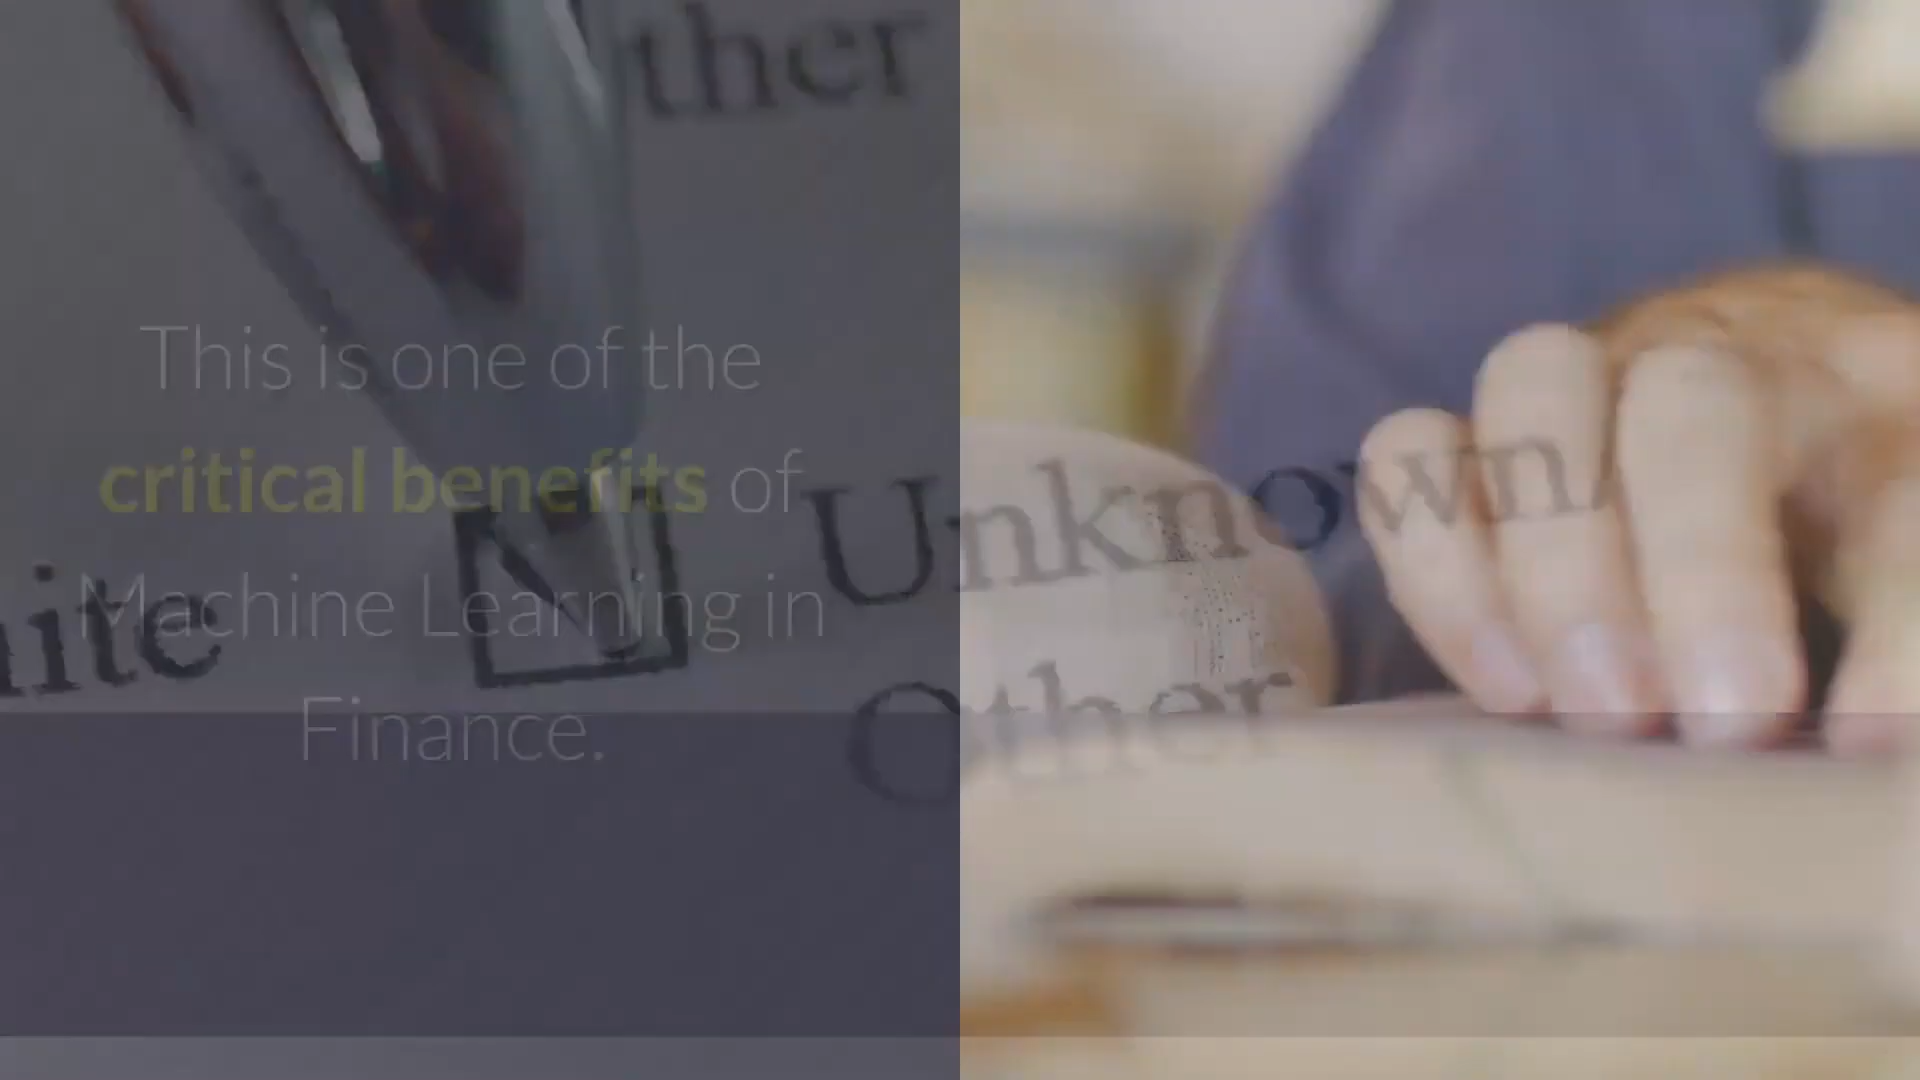 ther
This is one of the
critical benefits of
Unknown/
Machine Learning in
ite
Other
Finance.